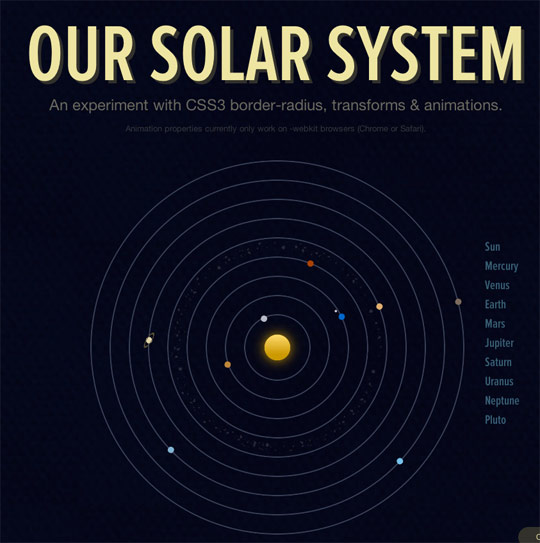 OUR SOLAR SYSTEM
An experiment with CSS3 border-radius, transforms & animations.
Animation properties currently only work on -webkit browsers (Chrome or Safari).
Sun
Mercury
Venus
Earth
Mars
Jupiter
Saturn
Uranus
Neptune
Pluto